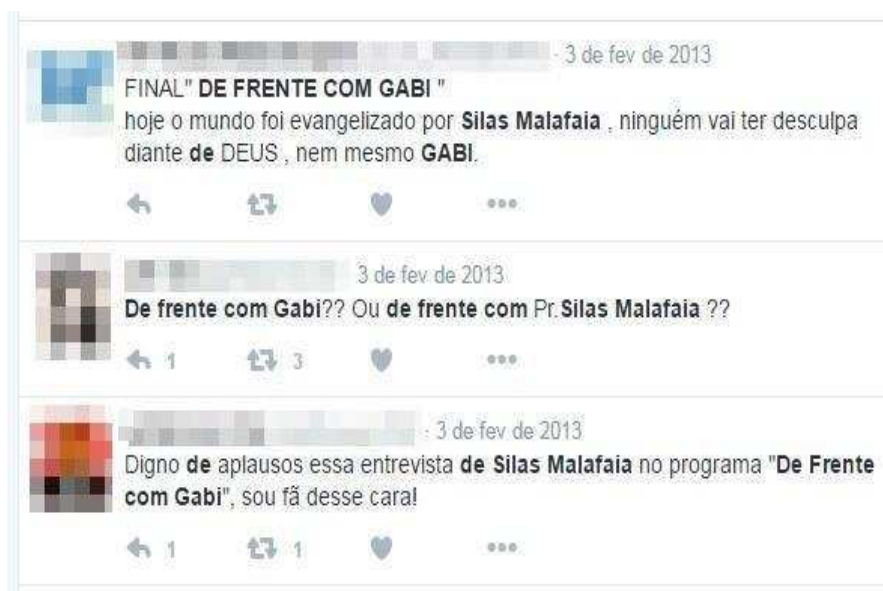 · 3 de fev de 2013
FINAL" DE FRENTE COM GABI "
hoje o mundo foi evangelizado por Silas Malafaia , ninguém vai ter desculpa
diante de DEUS , nem mesmo GABI.
3 de fev de 2013
De frente com Gabi?? Ou de frente com Pr.Silas Malafaia ??
1 3
· 3 de fev de 2013
Digno de aplausos essa entrevista de Silas Malafaia no programa "De Frente
com Gabi", sou fã desse cara!
1 1